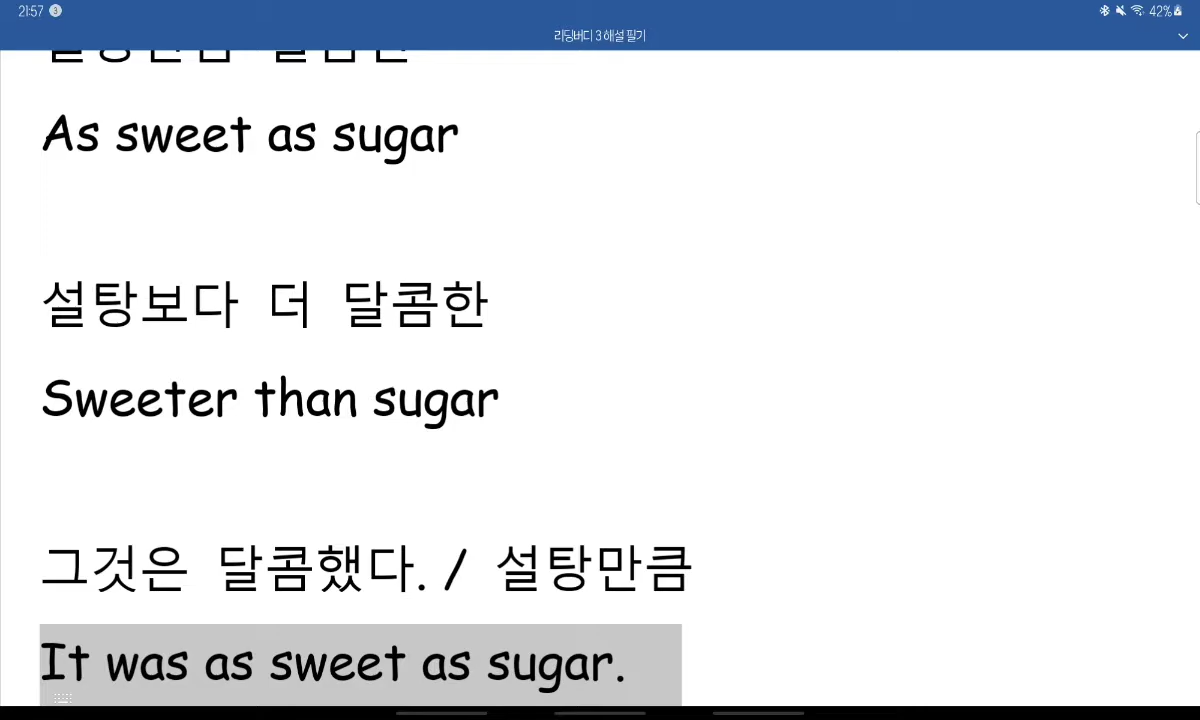 21:57 3
42%
리딩버디 3 해설 필기
As sweet as sugar
설탕보다 더 달콤한
Sweeter than sugar
그것은 달콤했다. / 설탕만큼
It was as sweet as sugar.